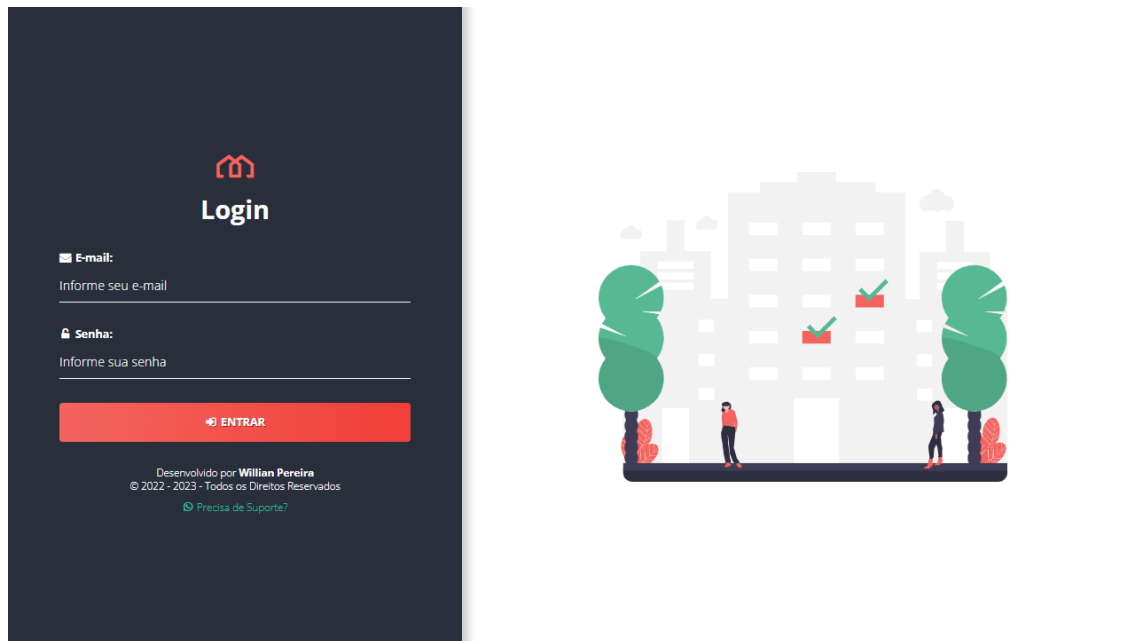 Login
E-mail:
Informe seu e-mail
Senha:
Informe sua senha
ENTRAR
Desenvolvido por Willian Pereira
© 2022 - 2023 - Todos os Direitos Reservados
Precisa de Suporte?